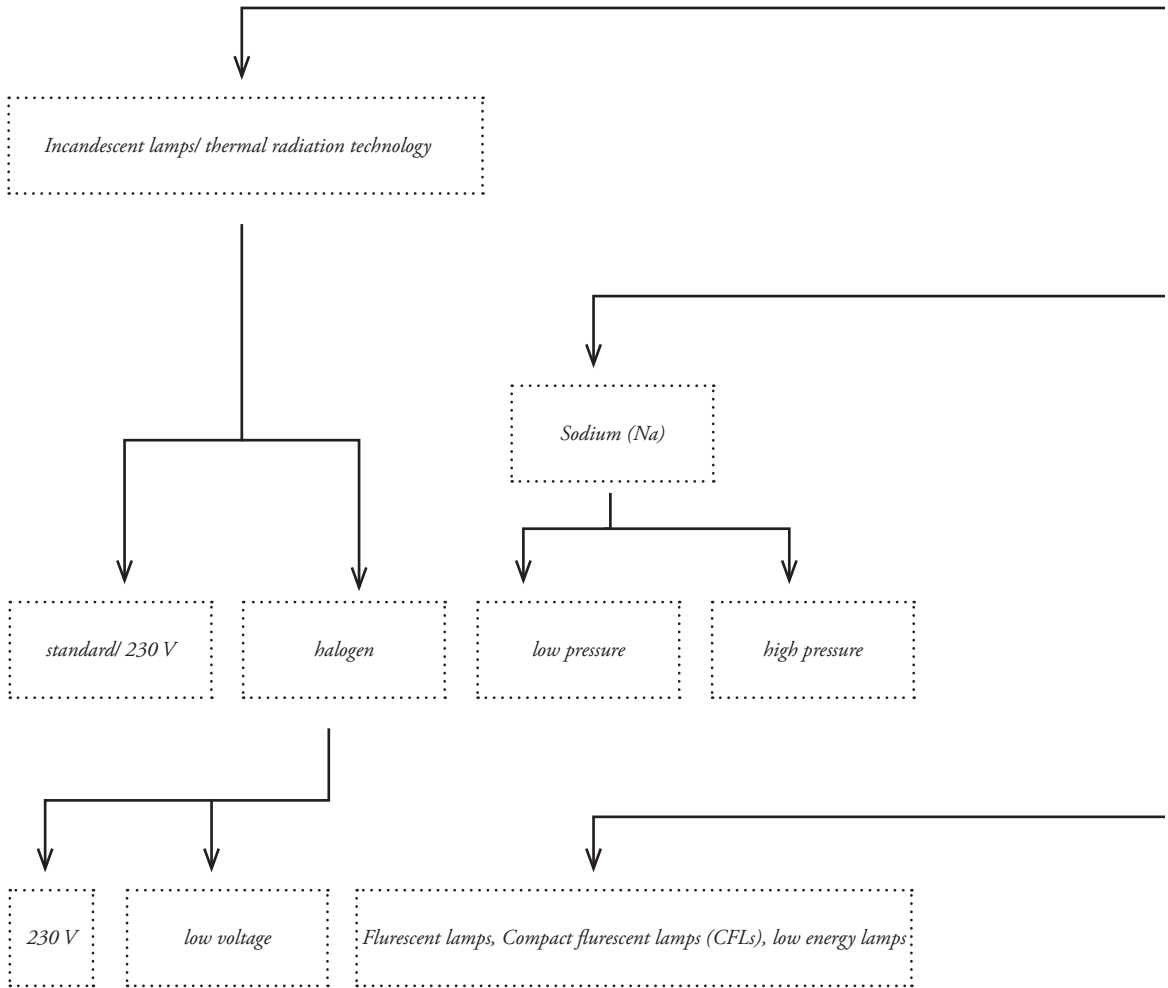 Incandescent lamps/ thermal radiation technology
Sodium (Na)
standard/ 230 V
halogen
low pressure
high pressure
230 V
low voltage
Flurescent lamps, Compact flurescent lamps (CFLs), low energy lamps